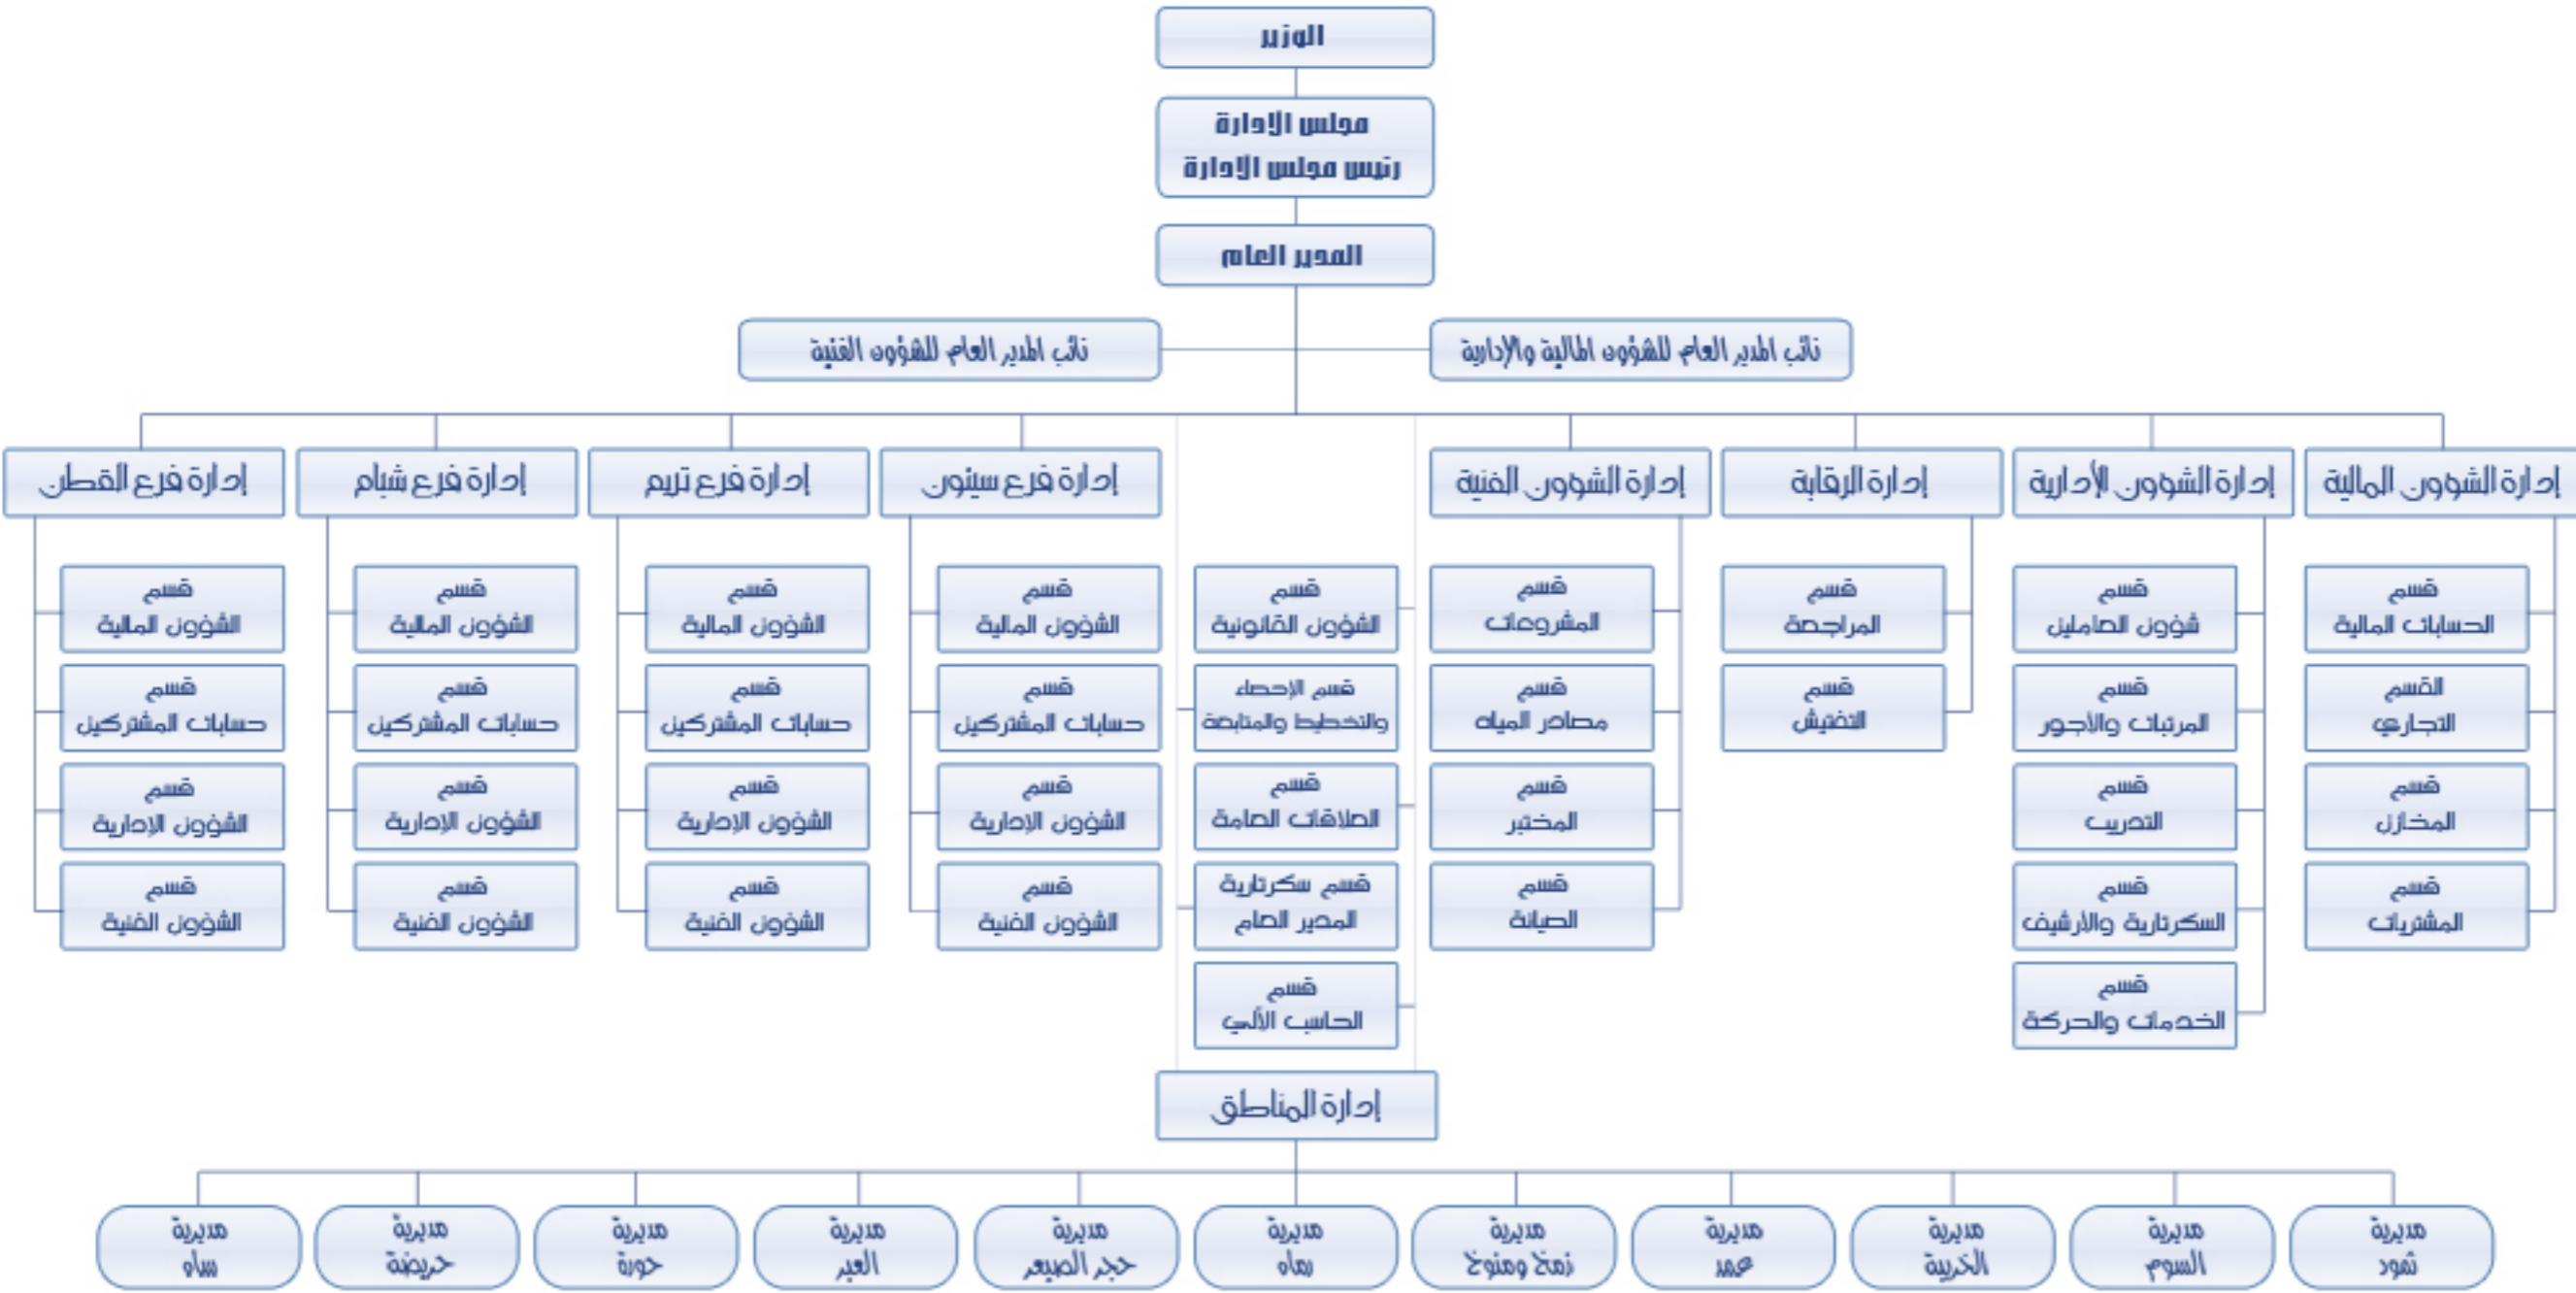 الوزير
مجلس الإدارة
رئيس مجلس الإدارة
المدير العام
نائب المدير العام للشؤون المالية والإدارية
نائب المدير العام للشؤون الفنية
إدارة الشؤون المالية
إدارة الشؤون الأدارية
إدارة الرقابة
إدارة الشؤون الفنية
إدارة فرع سيئون
إدارة فرع تريم
إدارة فرع شبام
إدارة فرع القطن
قسم
الحسابات المالية
القسم
التجاري
قسم
المخازن
قسم
المشتريات
قسم
شؤون العاملين
قسم
المرتبات والأجور
قسم
التدريب
قسم
السكرتارية والأرشيف
قسم
الخدمات والحركة
قسم
المراجعة
قسم
التفتيش
قسم
المشروعات
قسم
مصادر المياه
قسم
المختبر
قسم
الصيانة
قسم
الشؤون القانونية
قسم الإحصاء
والتخطيط والمتابعة
قسم
العلاقات العامة
قسم سكرتارية
المدير العام
قسم
الحاسب الألي
قسم
الشؤون المالية
قسم
حسابات المشتركين
قسم
الشؤون الإدارية
قسم
الشؤون الفنية
قسم
الشؤون المالية
قسم
حسابات المشتركين
قسم
الشؤون الإدارية
قسم
الشؤون الفنية
قسم
الشؤون المالية
قسم
حسابات المشتركين
قسم
الشؤون الإدارية
قسم
الشؤون الفنية
قسم
الشؤون المالية
قسم
حسابات المشتركين
قسم
الشؤون الإدارية
قسم
الشؤون الفنية
إدارة المناطق
مديرية
ثمود
مديرية
السوم
مديرية
الخريبة
مديرية
عمد
مديرية
زمخ ومنوخ
مديرية
رماه
مديرية
حجر الصيعر
مديرية
العبر
مديرية
حورة
مديرية
حريضة
مديرية
ساه